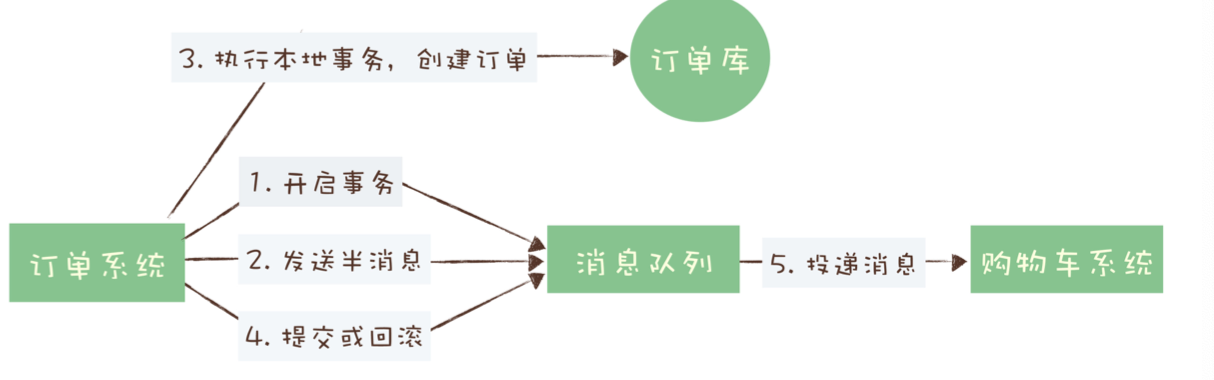 3. 执行本地事务, 创建订单
订单库
1. 开启事务
订单系统
2. 发送半消息
消息队列
5. 投递消息
购物车系统
4. 提交或回滚